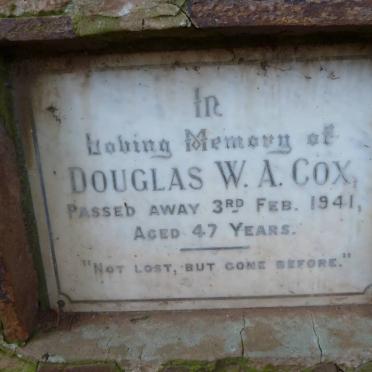 In
Loving Memory of
DOUGLAS W. A. COX,
PASSED AWAY 3RD FEB. 1941,
AGED 47 YEARS.
"NOT LOST, BUT GONE BEFORE."